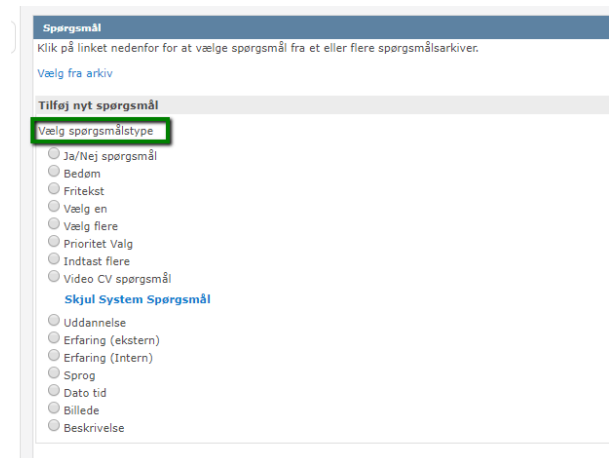 Spørgsmål
Klik på linket nedenfor for at vælge spørgsmål fra et eller flere spørgsmålsarkiver.
Vælg fra arkiv
Tilføj nyt spørgsmål
Vælg spørgsmålstype
Ja/Nej spørgsmål
Bedøm
Fritekst
Vælg en
Vælg flere
Prioritet Valg
Indtast flere
Video CV spørgsmål
Skjul System Spørgsmål
Uddannelse
Erfaring (ekstern)
Erfaring (Intern)
Sprog
Dato tid
Billede
Beskrivelse